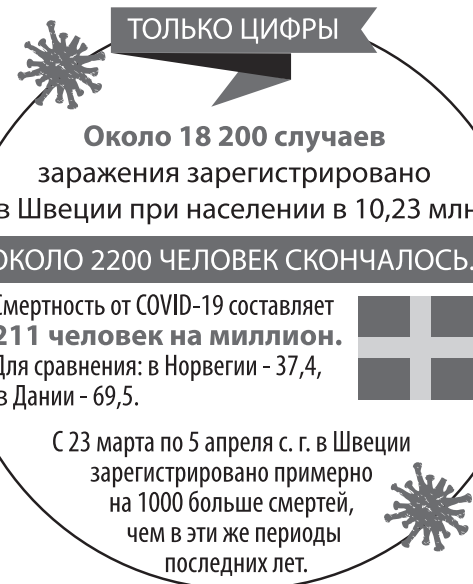 ТОЛЬКО ЦИФРЫ
Около 18 200 случаев
заражения зарегистрировано
в Швеции при населении в 10,23 млн
ОКОЛО 2200 ЧЕЛОВЕК СКОНЧАЛОСЬ.
Смертность от COVID-19 составляет
211 человек на миллион.
Для сравнения: в Норвегии - 37,4,
в Дании - 69,5.
С 23 марта по 5 апреля с. г. в Швеции
зарегистрировано примерно
на 1000 больше смертей,
чем в эти же периоды
последних лет.